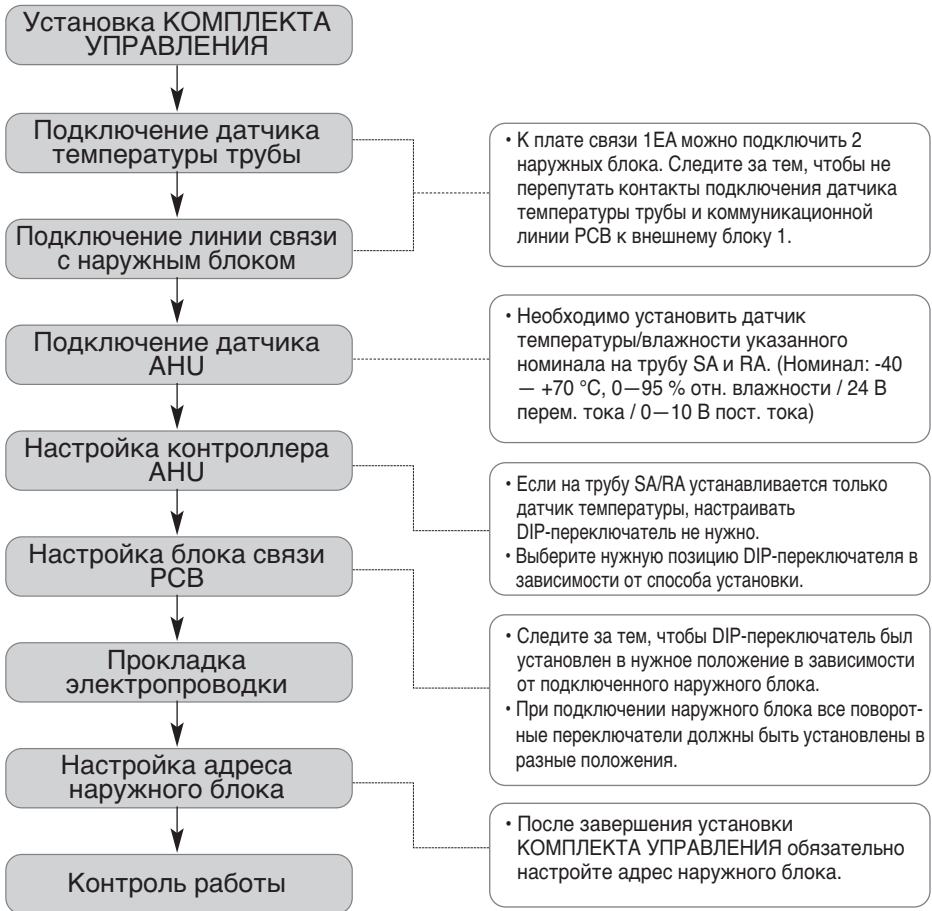 Установка КОМПЛЕКТА
УПРАВЛЕНИЯ
Подключение датчика
температуры трубы
Подключение линии связи
с наружным блоком
Подключение датчика
AHU
Настройка контроллера
AHU
Настройка блока связи
PCB
Прокладка
электропроводки
Настройка адреса
наружного блока
Контроль работы
• К плате связи 1EA можно подключить 2
наружных блока. Следите за тем, чтобы не
перепутать контакты подключения датчика
температуры трубы и коммуникационной
линии PCB к внешнему блоку 1.
• Необходимо установить датчик
температуры/влажности указанного
номинала на трубу SA и RA. (Номинал: -40
— +70 °C, 0—95 % отн. влажности / 24 В
перем. тока / 0—10 В пост. тока)
• Если на трубу SA/RA устанавливается только
датчик температуры, настраивать
DIP-переключатель не нужно.
• Выберите нужную позицию DIP-переключателя в
зависимости от способа установки.
• Следите за тем, чтобы DIP-переключатель был
установлен в нужное положение в зависимости
от подключенного наружного блока.
• При подключении наружного блока все поворот-
ные переключатели должны быть установлены в
разные положения.
• После завершения установки
КОМПЛЕКТА УПРАВЛЕНИЯ обязательно
настройте адрес наружного блока.